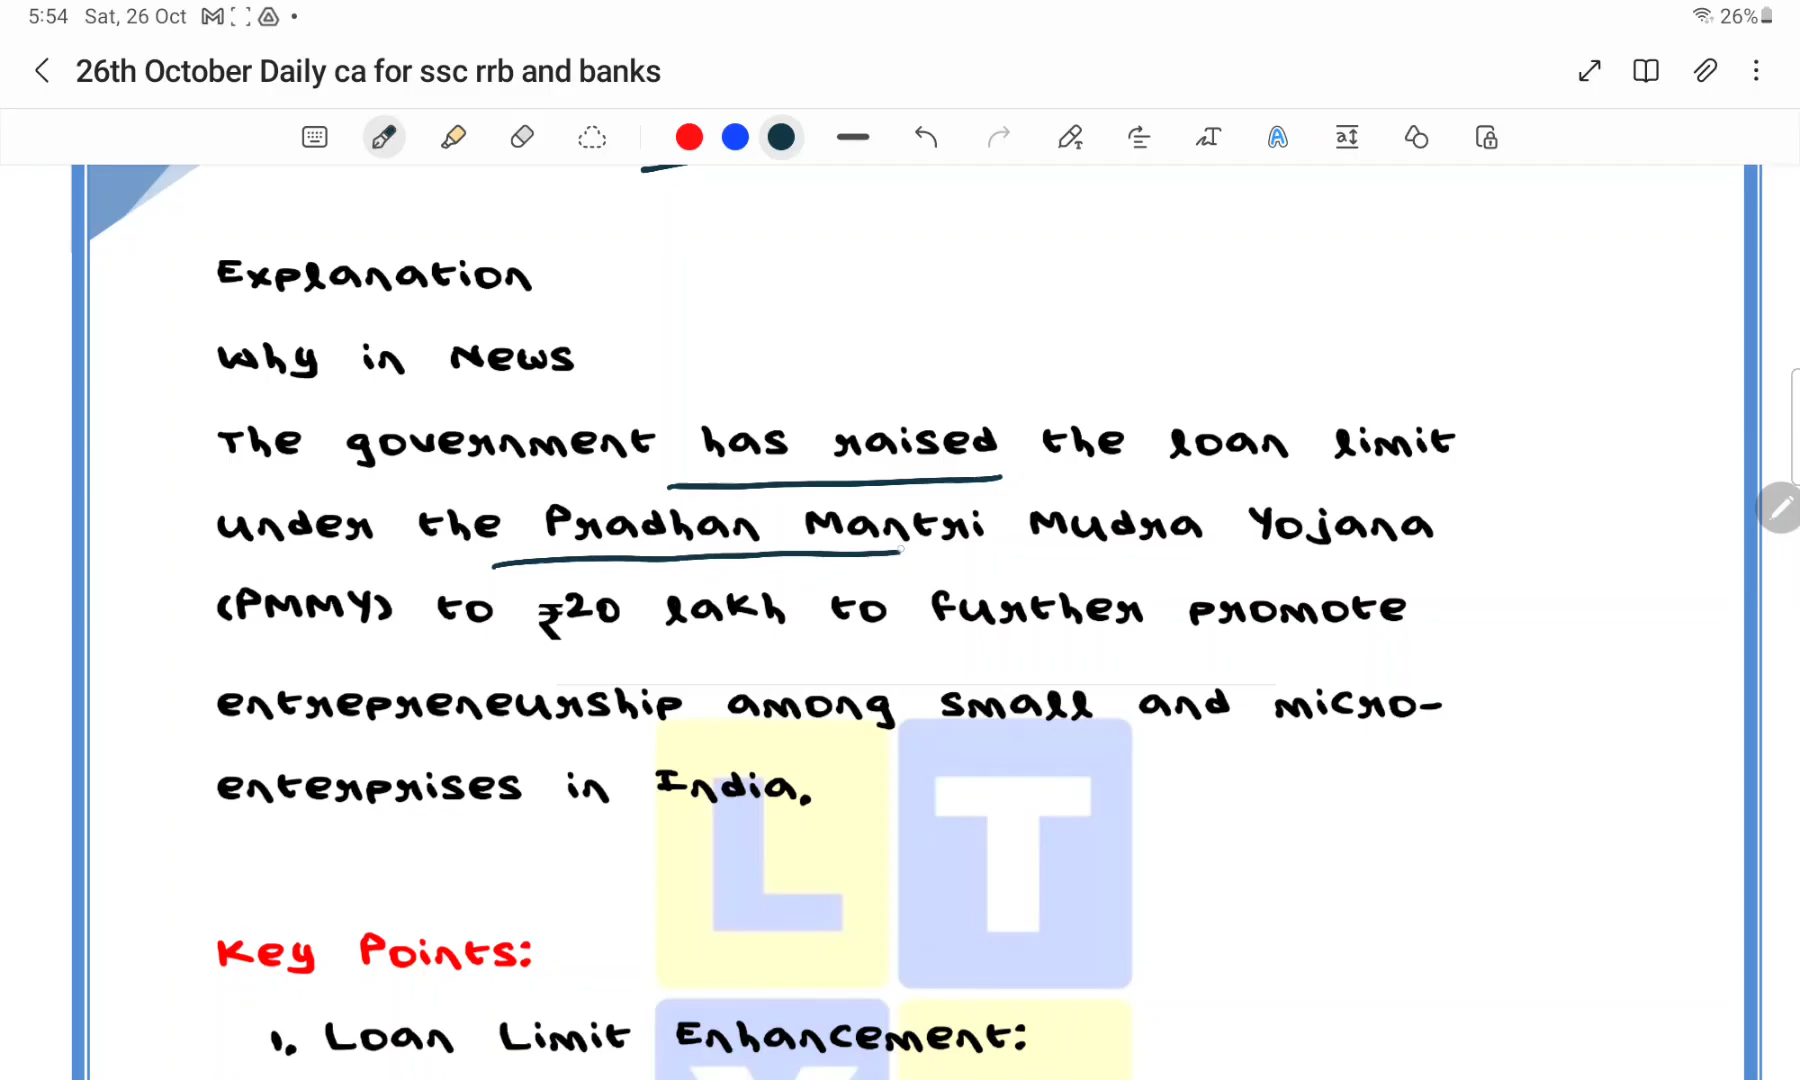 5:54 Sat, 26 Oct
26%
26th October Daily ca for ssc rrb and banks
Explanation
Why in News
The government has raised the loan limit
under the Pradhan Mantri Mudra Yojana
(PMMY) to ₹20 lakh to further promote
entrepreneurship among small and micro-
enterprises in India.
L T
Key Points:
1. Loan Limit Enhancement: